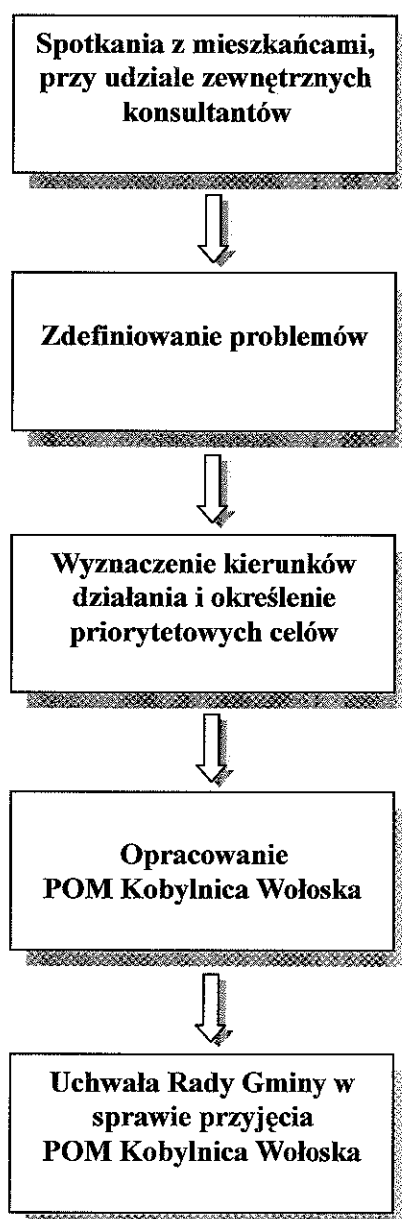 Spotkania z mieszkańcami,
przy udziale zewnętrznych
konsultantów
Zdefiniowanie problemów
Wyznaczenie kierunków
działania i określenie
priorytetowych celów
Opracowanie
POM Kobylnica Wołoska
Uchwała Rady Gminy w
sprawie przyjęcia
POM Kobylnica Wołoska